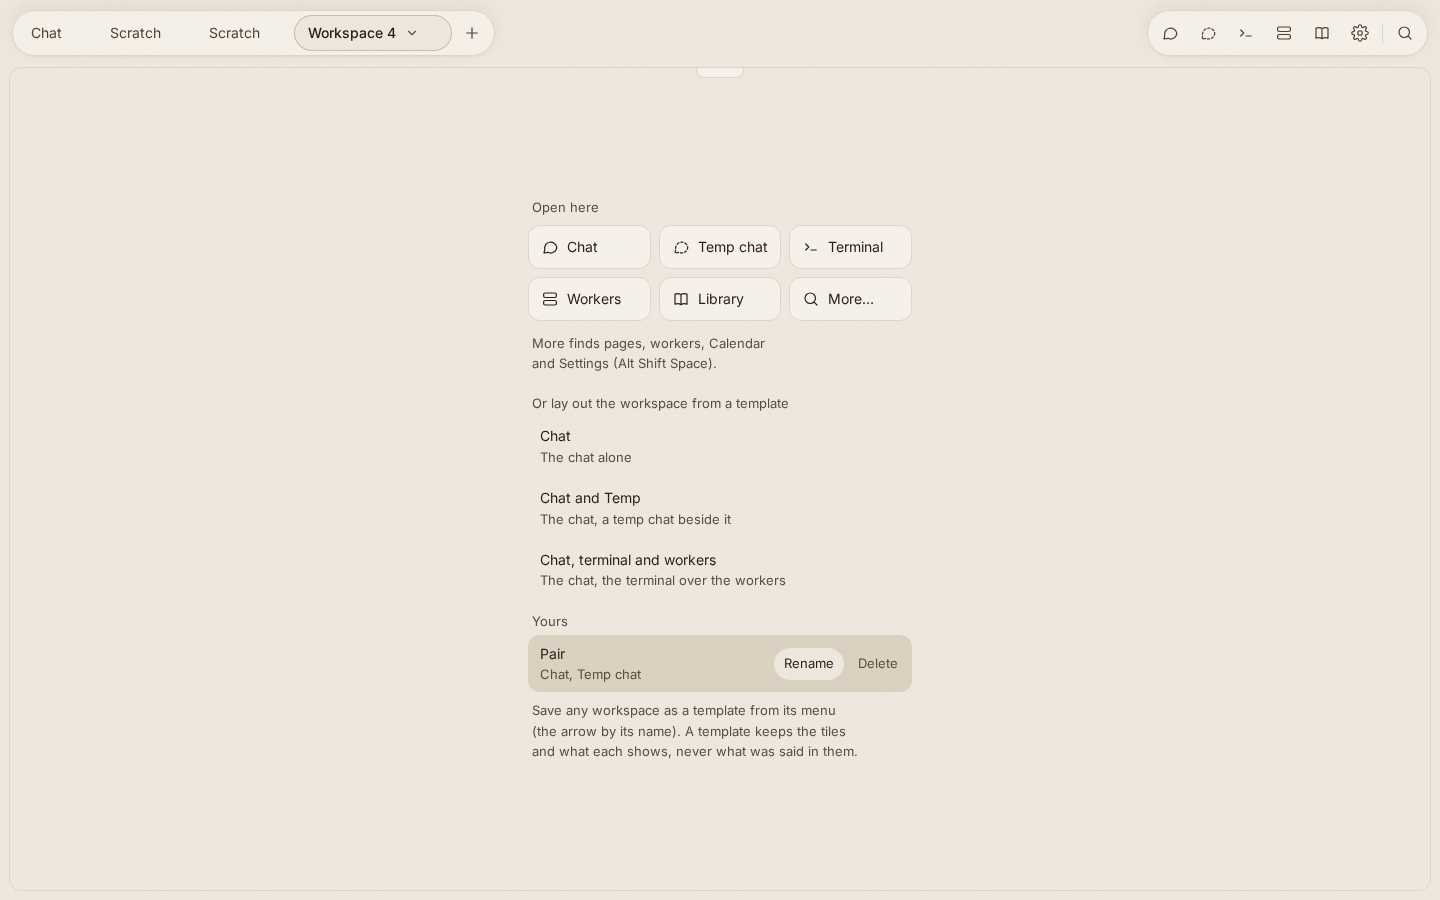 Chat
Scratch
Scratch
Workspace 4
Open here
Chat
Temp chat
Terminal
Workers
Library
More...
More finds pages, workers, Calendar
and Settings (Alt Shift Space).
Or lay out the workspace from a template
Chat
The chat alone
Chat and Temp
The chat, a temp chat beside it
Chat, terminal and workers
The chat, the terminal over the workers
Yours
Pair
Chat, Temp chat
Rename
Delete
Save any workspace as a template from its menu
(the arrow by its name). A template keeps the tiles
and what each shows, never what was said in them.